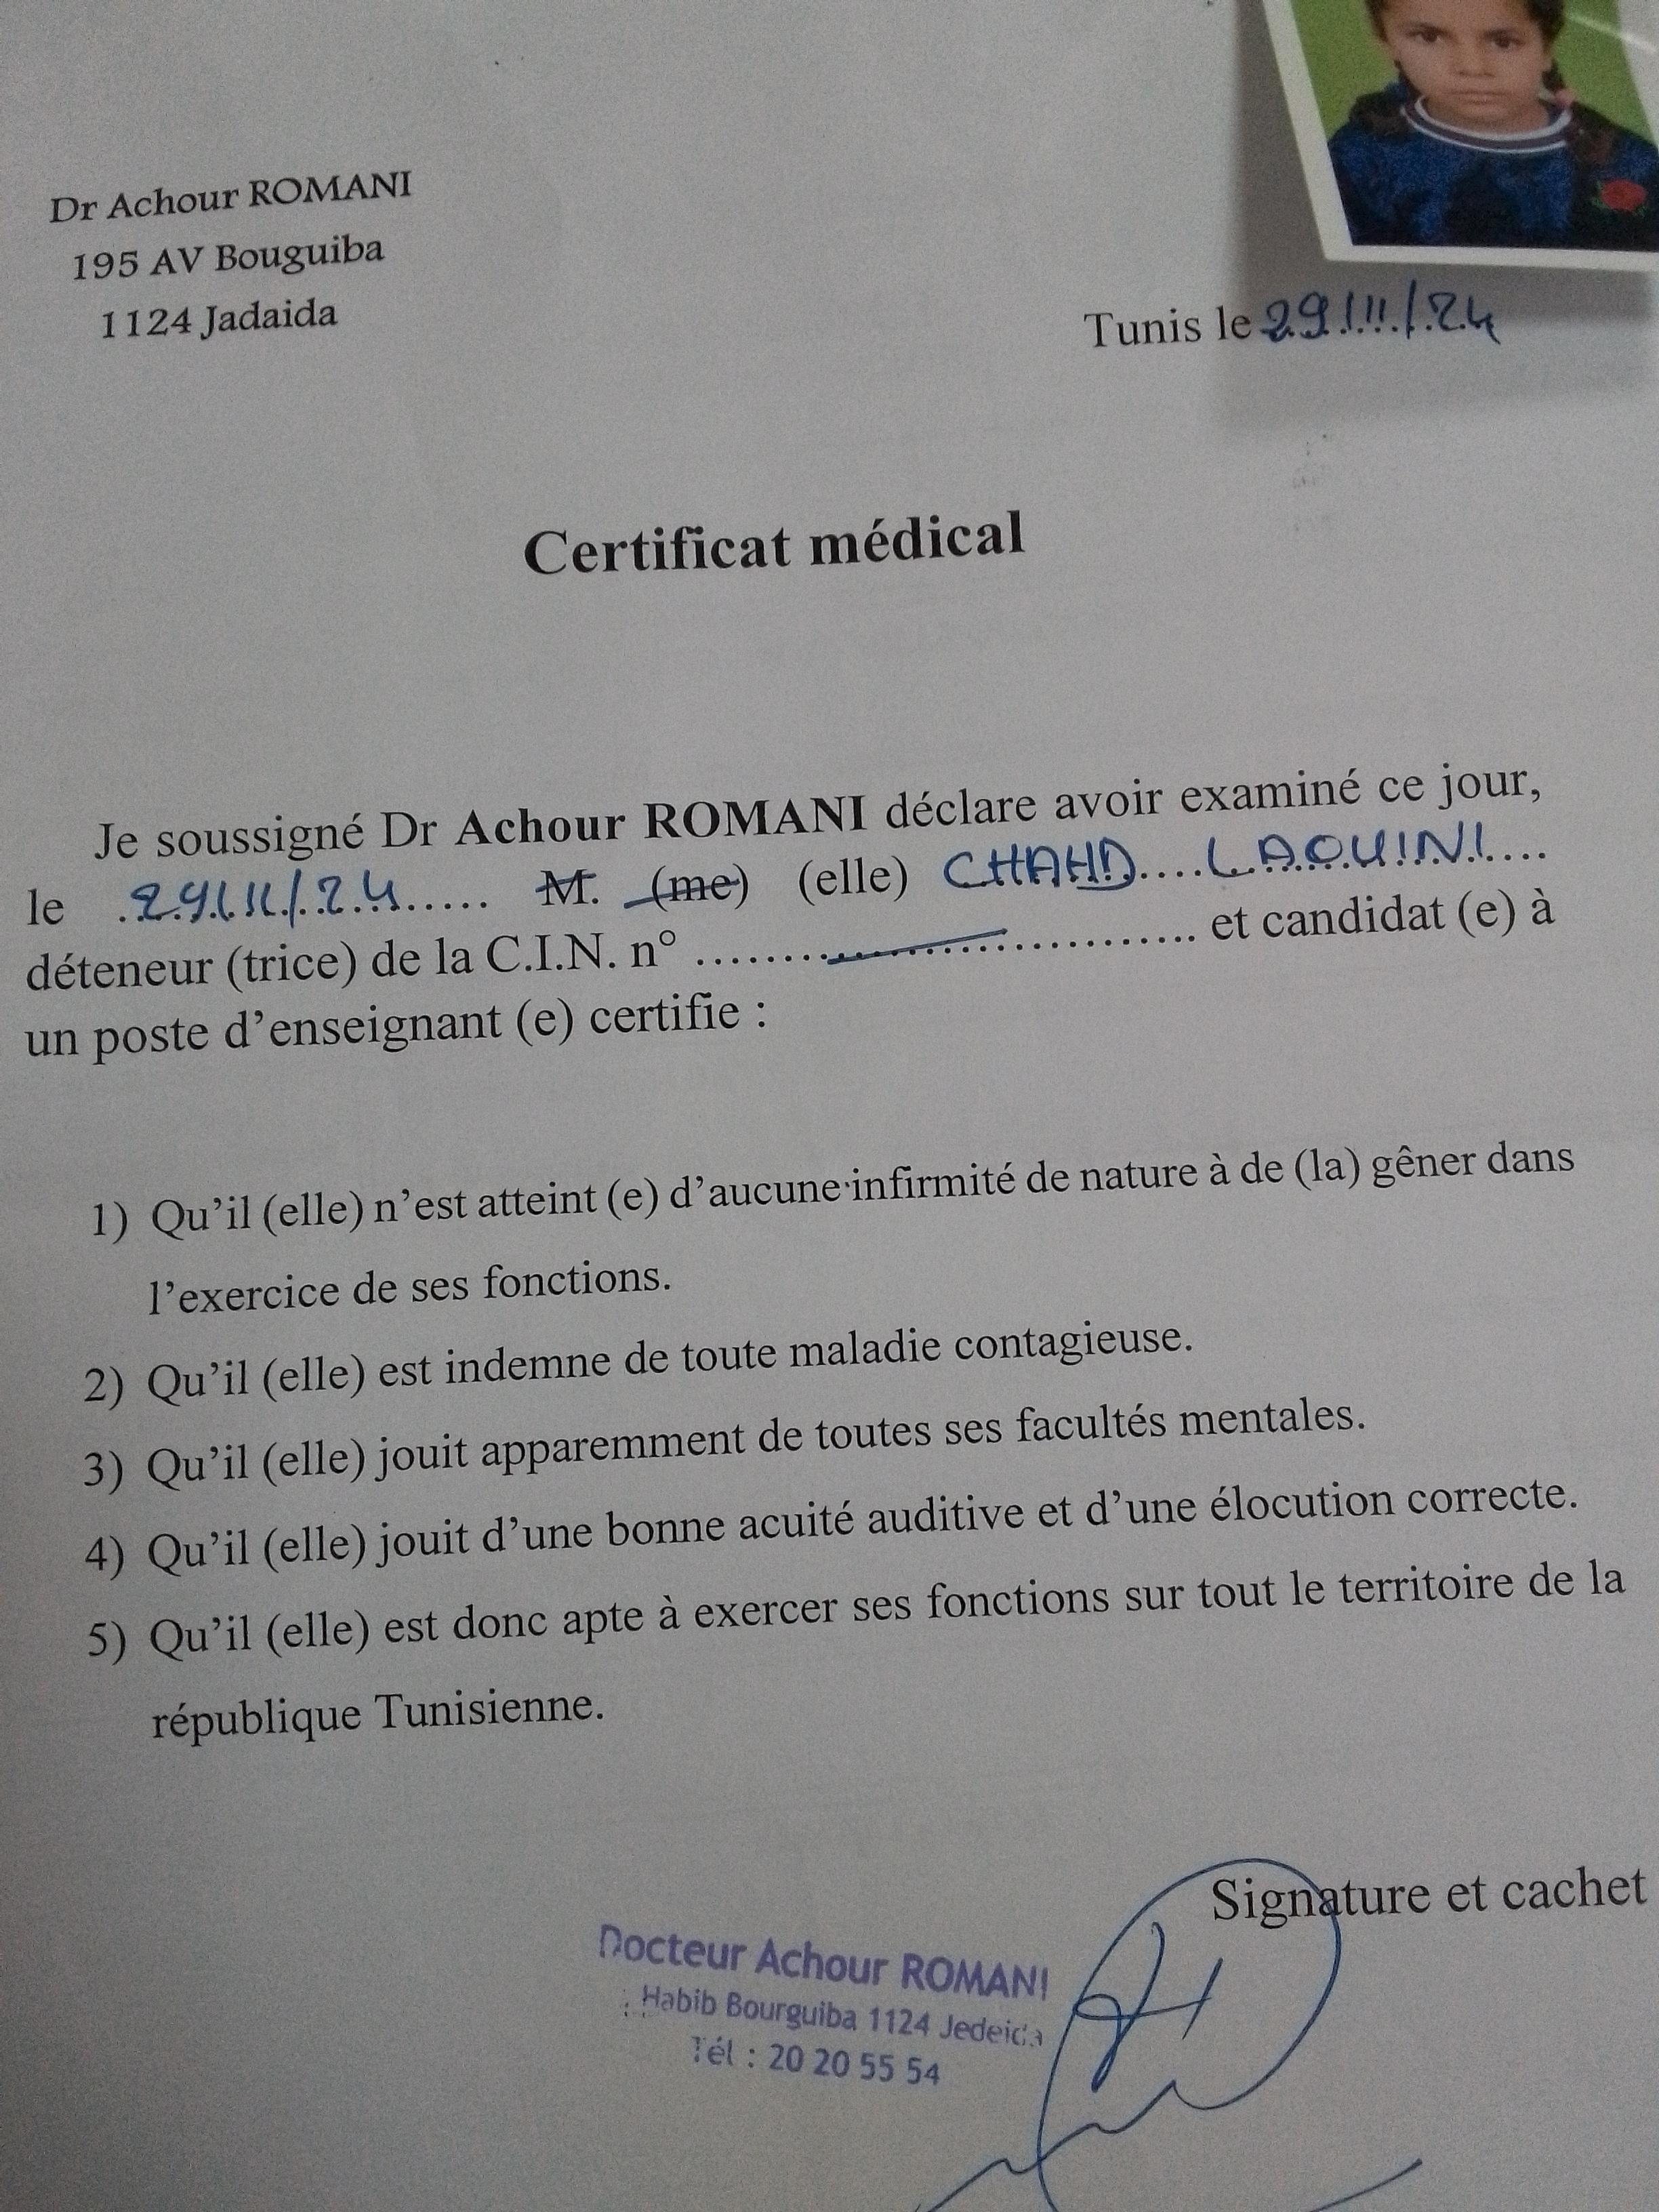 Dr Achour ROMANI
195 AV Bouguiba
1124 Jadaida
Tunis le 29/11/24
Certificat médical
Je soussigné Dr Achour ROMANI déclare avoir examiné ce jour,
le 29/11/24 M. (me) (elle) CHAHD LAOUINI
déteneur (trice) de la C.I.N. n° .................... et candidat (e) à
un poste d'enseignant (e) certifie :
1) Qu'il (elle) n'est atteint (e) d'aucune infirmité de nature à de (la) gêner dans
l'exercice de ses fonctions.
2) Qu'il (elle) est indemne de toute maladie contagieuse.
3) Qu'il (elle) jouit apparemment de toutes ses facultés mentales.
4) Qu'il (elle) jouit d'une bonne acuité auditive et d'une élocution correcte.
5) Qu'il (elle) est donc apte à exercer ses fonctions sur tout le territoire de la
république Tunisienne.
Signature et cachet
Docteur Achour ROMANI
Habib Bourguiba 1124 Jedeida
Tél : 20 20 55 54